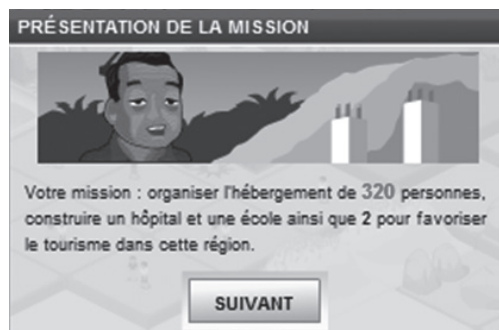 PRÉSENTATION DE LA MISSION
Votre mission : organiser l'hébergement de 320 personnes,
construire un hôpital et une école ainsi que 2 pour favoriser
le tourisme dans cette région.
SUIVANT